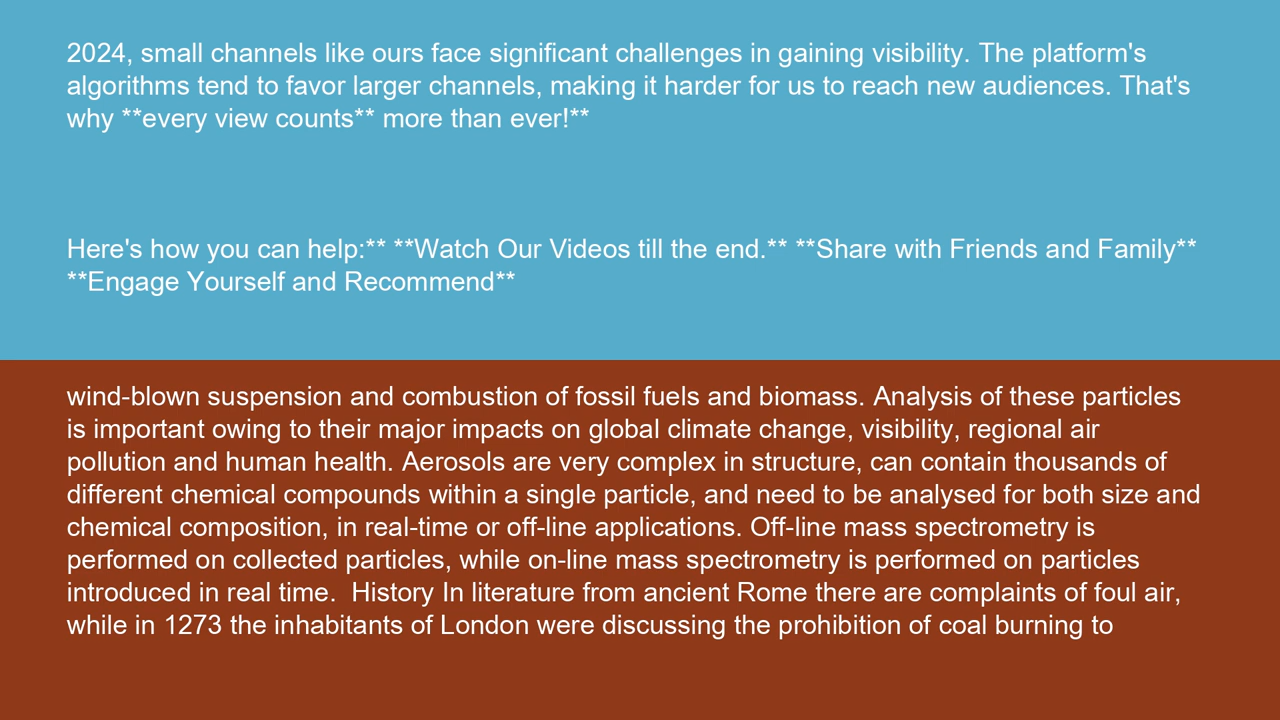 2024, small channels like ours face significant challenges in gaining visibility. The platform's
algorithms tend to favor larger channels, making it harder for us to reach new audiences. That's
why **every view counts** more than ever!**
Here's how you can help:** **Watch Our Videos till the end.** **Share with Friends and Family**
**Engage Yourself and Recommend**
wind-blown suspension and combustion of fossil fuels and biomass. Analysis of these particles
is important owing to their major impacts on global climate change, visibility, regional air
pollution and human health. Aerosols are very complex in structure, can contain thousands of
different chemical compounds within a single particle, and need to be analysed for both size and
chemical composition, in real-time or off-line applications. Off-line mass spectrometry is
performed on collected particles, while on-line mass spectrometry is performed on particles
introduced in real time.  History In literature from ancient Rome there are complaints of foul air,
while in 1273 the inhabitants of London were discussing the prohibition of coal burning to